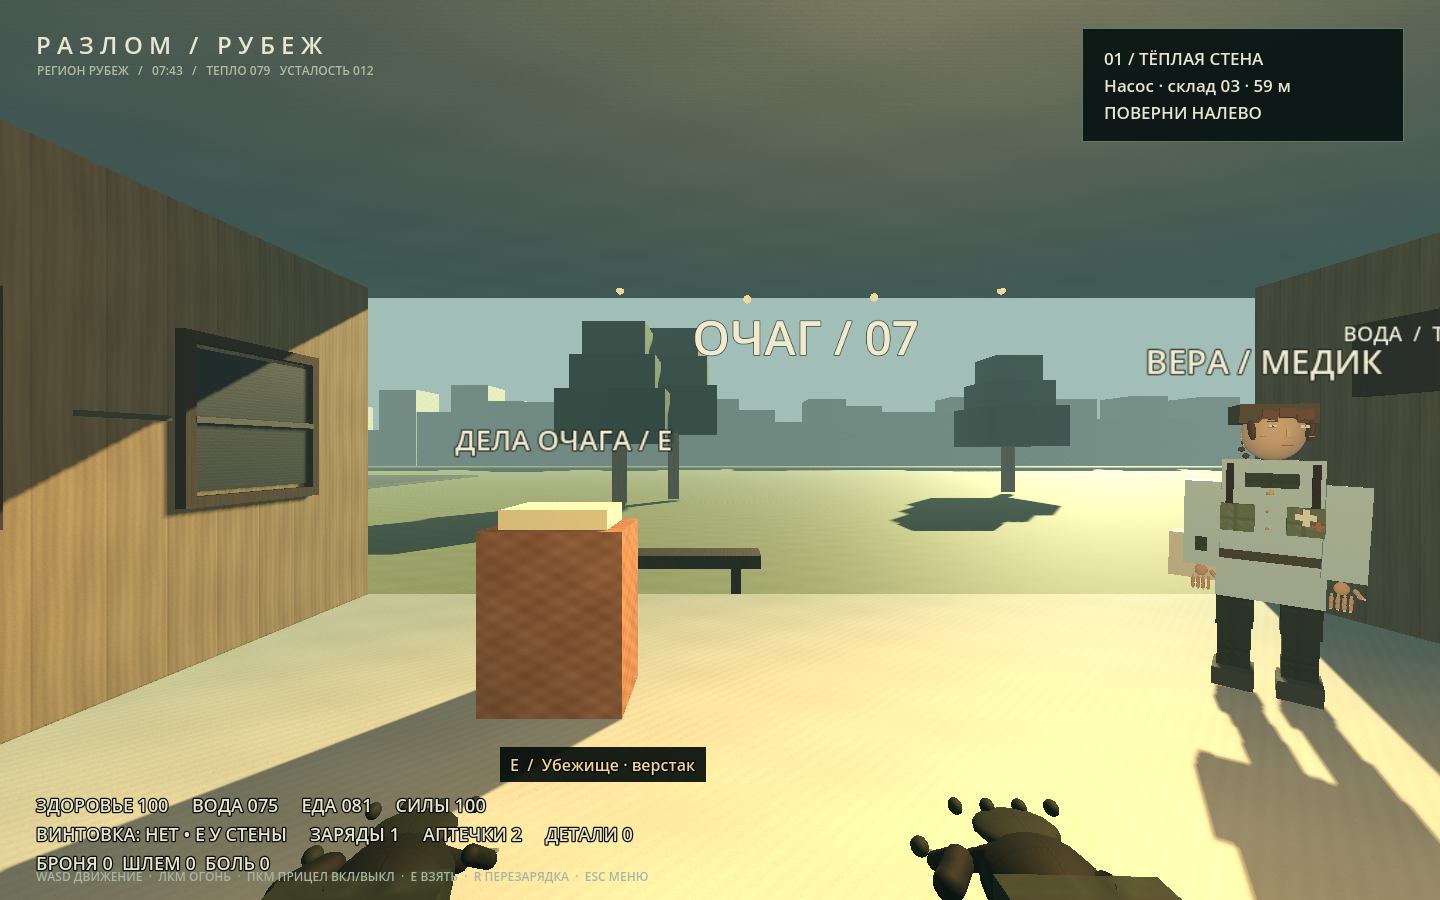 РАЗЛОМ / РУБЕЖ
РЕГИОН РУБЕЖ / 07:43 / ТЕПЛО 079 УСТАЛОСТЬ 012
01 / ТЁПЛАЯ СТЕНА
Насос · склад 03 · 59 м
ПОВЕРНИ НАЛЕВО
ОЧАГ / 07
ВОДА / Т
ВЕРА / МЕДИК
ДЕЛА ОЧАГА / Е
E / Убежище · верстак
ЗДОРОВЬЕ 100 ВОДА 075 ЕДА 081 СИЛЫ 100
ВИНТОВКА: НЕТ • E У СТЕНЫ ЗАРЯДЫ 1 АПТЕЧКИ 2 ДЕТАЛИ 0
БРОНЯ 0 ШЛЕМ 0 БОЛЬ 0
WASD ДВИЖЕНИЕ · ЛКМ ОГОНЬ · ПКМ ПРИЦЕЛ ВКЛ/ВЫКЛ · E ВЗЯТЬ · R ПЕРЕЗАРЯДКА · ESC МЕНЮ